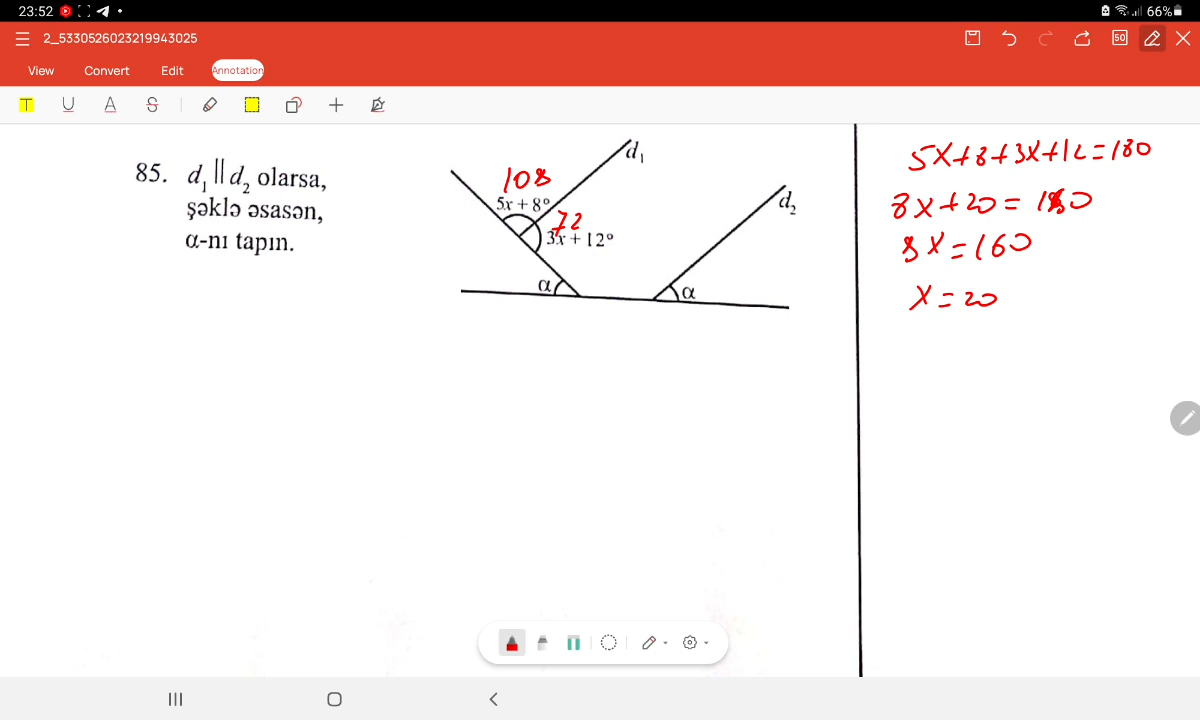 23:52
66%
2_5330526023219943025
50
View Convert Edit Annotation
T U A S
85. d₁ || d₂ olarsa,
şəklə əsasən,
α-nı tapın.
d₁
108
5x + 8°
72
3x + 12°
α
d₂
α
5x+8+3x+12=180
8x+20=180
8x=160
x=20